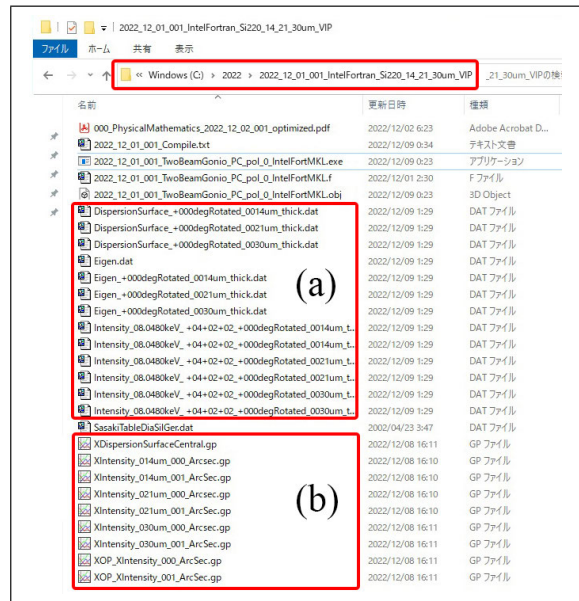 2022_12_01_001_IntelFortran_Si220_14_21_30um_VIP
ファイル ホーム 共有 表示
« Windows (C:) › 2022 › 2022_12_01_001_IntelFortran_Si220_14_21_30um_VIP _21_30um_VIPの検
名前 更新日時 種類
000_PhysicalMathematics_2022_12_02_001_optimized.pdf 2022/12/02 6:23 Adobe Acrobat D...
2022_12_01_001_Compile.txt 2022/12/09 0:34 テキスト文書
2022_12_01_001_TwoBeamGonio_PC_pol_0_IntelFortMKL.exe 2022/12/09 0:23 アプリケーション
2022_12_01_001_TwoBeamGonio_PC_pol_0_IntelFortMKL.f 2022/12/01 2:30 F ファイル
2022_12_01_001_TwoBeamGonio_PC_pol_0_IntelFortMKL.obj 2022/12/09 0:23 3D Object
DispersionSurface_+000degRotated_0014um_thick.dat 2022/12/09 1:29 DAT ファイル
DispersionSurface_+000degRotated_0021um_thick.dat 2022/12/09 1:29 DAT ファイル
DispersionSurface_+000degRotated_0030um_thick.dat 2022/12/09 1:29 DAT ファイル
Eigen.dat 2022/12/09 1:29 DAT ファイル
Eigen_+000degRotated_0014um_thick.dat 2022/12/09 1:29 DAT ファイル
Eigen_+000degRotated_0021um_thick.dat 2022/12/09 1:29 DAT ファイル
(a)
Eigen_+000degRotated_0030um_thick.dat 2022/12/09 1:29 DAT ファイル
Intensity_08.0480keV_ +04+02+02_+000degRotated_0014um_t... 2022/12/09 1:29 DAT ファイル
Intensity_08.0480keV_ +04+02+02_+000degRotated_0014um_t... 2022/12/09 1:29 DAT ファイル
Intensity_08.0480keV_ +04+02+02_+000degRotated_0021um_t... 2022/12/09 1:29 DAT ファイル
Intensity_08.0480keV_ +04+02+02_+000degRotated_0021um_t... 2022/12/09 1:29 DAT ファイル
Intensity_08.0480keV_ +04+02+02_+000degRotated_0030um_t... 2022/12/09 1:29 DAT ファイル
Intensity_08.0480keV_ +04+02+02_+000degRotated_0030um_t... 2022/12/09 1:29 DAT ファイル
SasakiTableDiaSilGer.dat 2002/04/23 3:47 DAT ファイル
XDispersionSurfaceCentral.gp 2022/12/08 16:11 GP ファイル
XIntensity_014um_000_Arcsec.gp 2022/12/08 16:10 GP ファイル
XIntensity_014um_001_ArcSec.gp 2022/12/08 16:10 GP ファイル
XIntensity_021um_000_ArcSec.gp 2022/12/08 16:10 GP ファイル
(b)
XIntensity_021um_001_ArcSec.gp 2022/12/08 16:10 GP ファイル
XIntensity_030um_000_ArcSec.gp 2022/12/08 16:11 GP ファイル
XIntensity_030um_001_ArcSec.gp 2022/12/08 16:11 GP ファイル
XOP_XIntensity_000_ArcSec.gp 2022/12/08 16:11 GP ファイル
XOP_XIntensity_001_ArcSec.gp 2022/12/08 16:11 GP ファイル